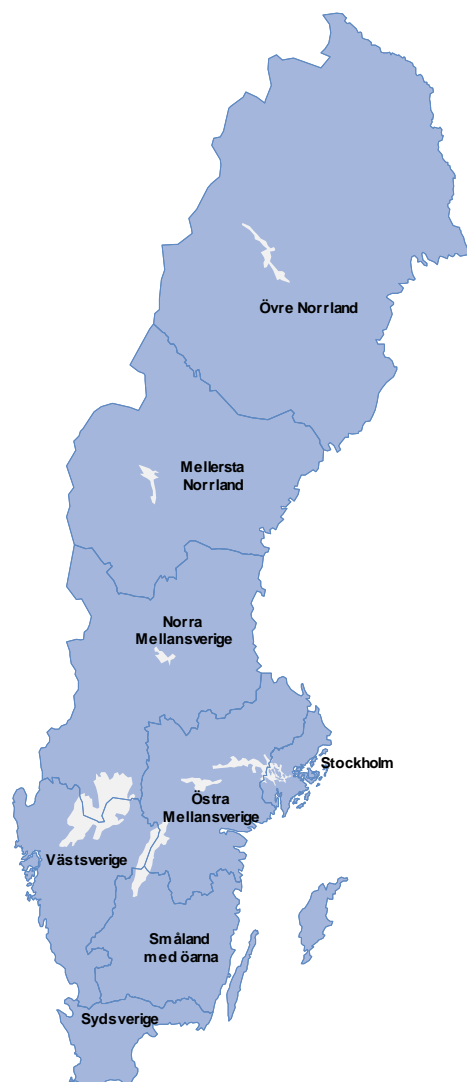 Övre Norrland
Mellersta
Norrland
Norra
Mellansverige
Stockholm
Östra
Mellansverige
Västsverige
Småland
med öarna
Sydsverige